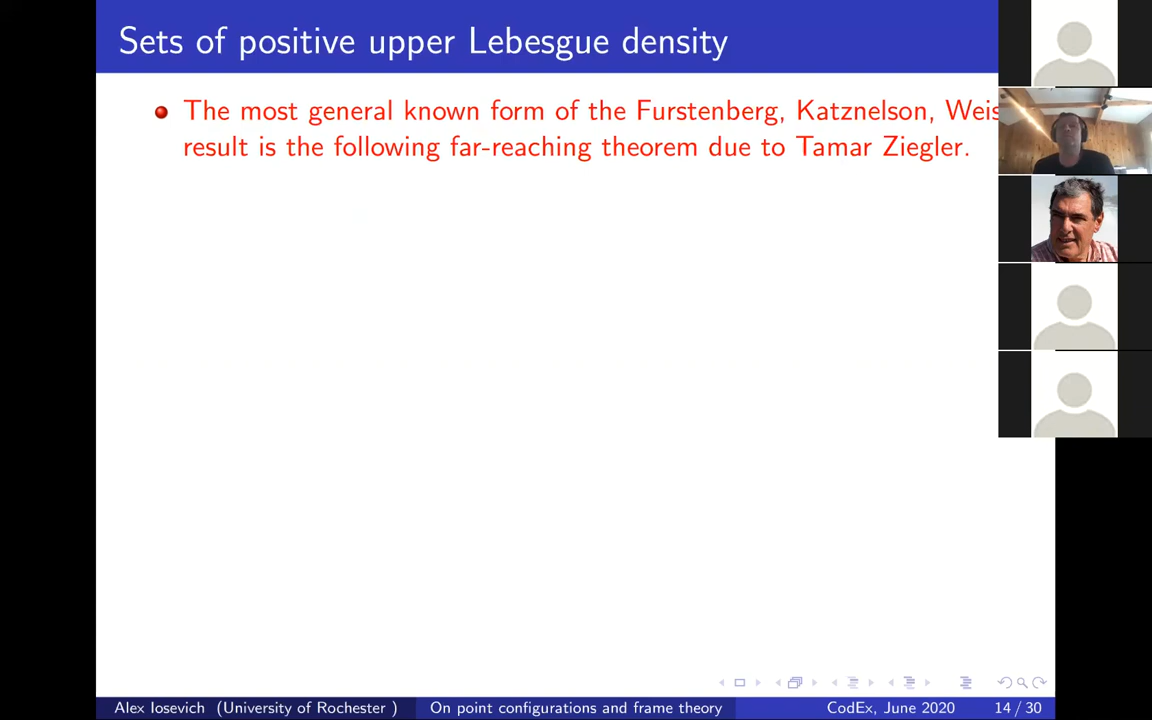 Sets of positive upper Lebesgue density
The most general known form of the Furstenberg, Katznelson,
result is the following far-reaching theorem due to Tamar Ziegler.
Alex Iosevich (University of Rochester )
On point configurations and frame theory
CodEx, June 2020
14 / 30